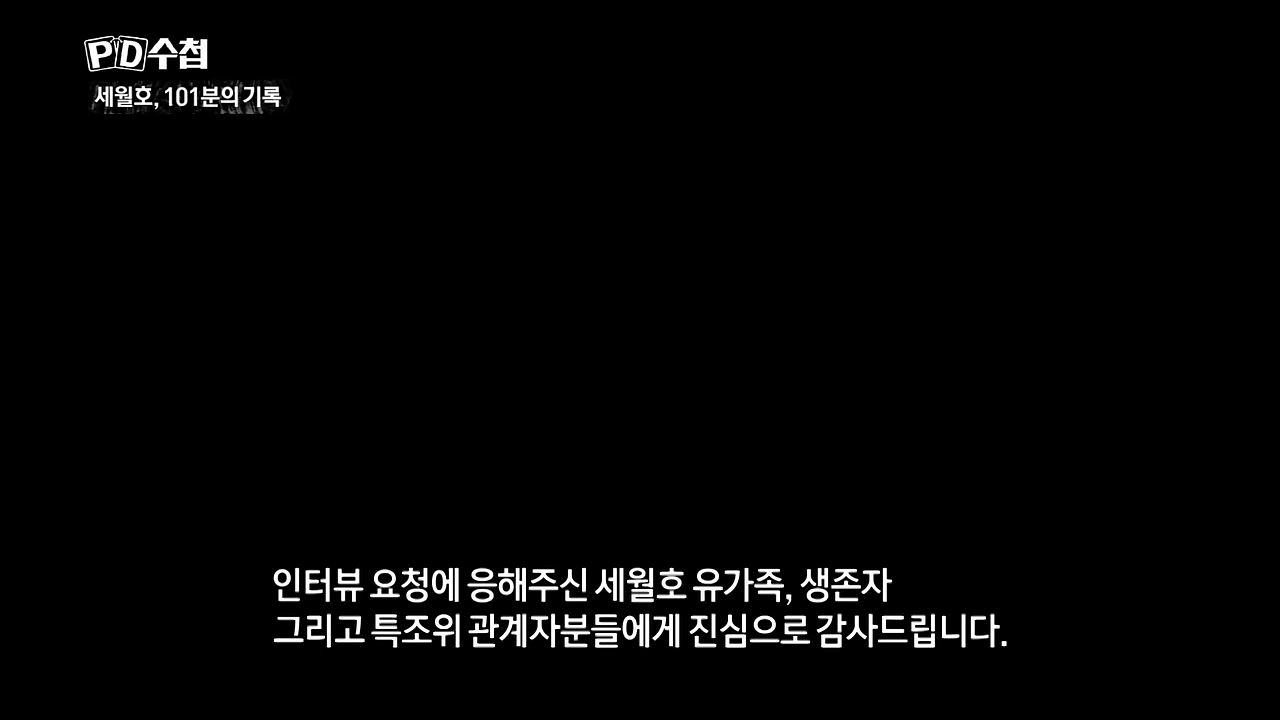 PD수첩
세월호, 101분의 기록
인터뷰 요청에 응해주신 세월호 유가족, 생존자
그리고 특조위 관계자분들에게 진심으로 감사드립니다.